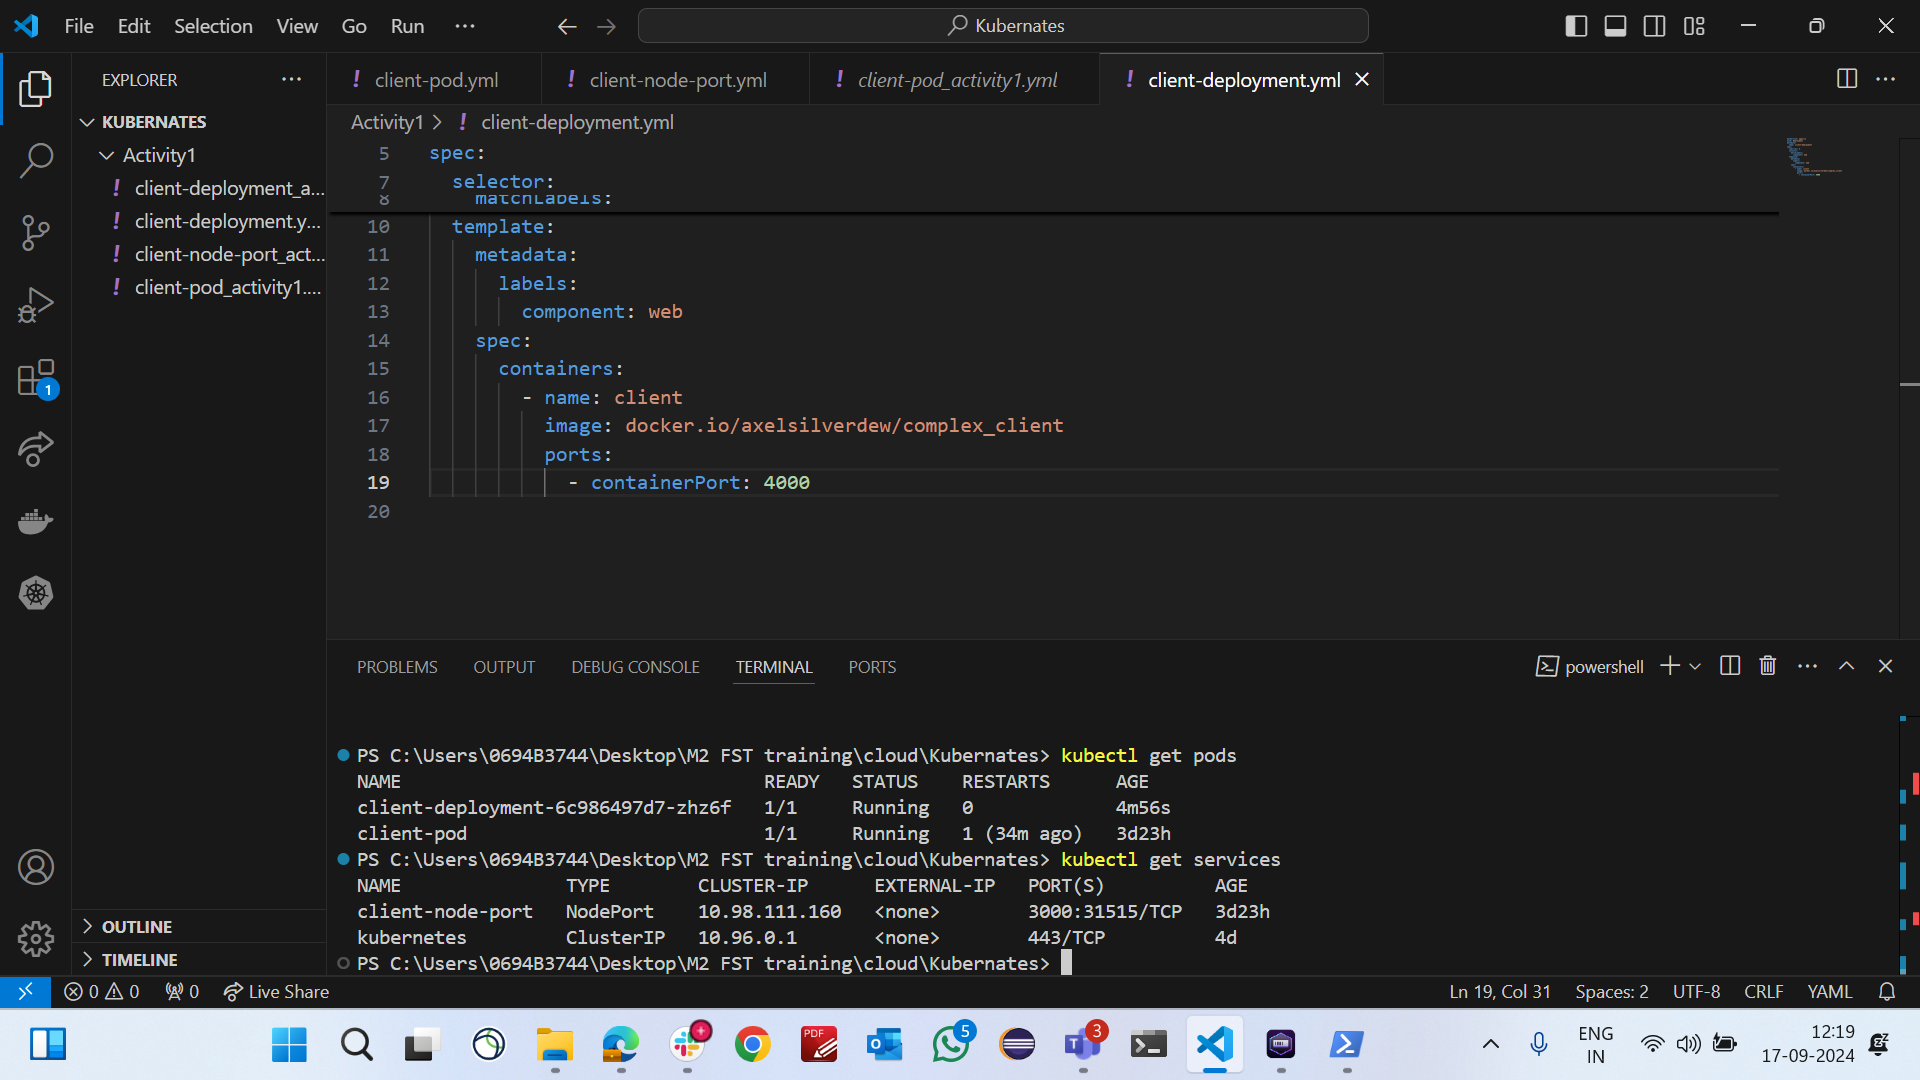 File Edit Selection View Go Run ···
Kubernates
EXPLORER ···
client-pod.yml
client-node-port.yml
client-pod_activity1.yml
client-deployment.yml
KUBERNATES
Activity1
client-deployment_a...
client-deployment.y...
client-node-port_act...
client-pod_activity1....
OUTLINE
TIMELINE
1
Activity1 > client-deployment.yml
5 spec:
7 selector:
8 matchLabels:
10 template:
11 metadata:
12 labels:
13 component: web
14 spec:
15 containers:
16 - name: client
17 image: docker.io/axelsilverdew/complex_client
18 ports:
19 - containerPort: 4000
20
PROBLEMS OUTPUT DEBUG CONSOLE TERMINAL PORTS
powershell
PS C:\Users\0694B3744\Desktop\M2 FST training\cloud\Kubernates> kubectl get pods
NAME READY STATUS RESTARTS AGE
client-deployment-6c986497d7-zhz6f 1/1 Running 0 4m56s
client-pod 1/1 Running 1 (34m ago) 3d23h
PS C:\Users\0694B3744\Desktop\M2 FST training\cloud\Kubernates> kubectl get services
NAME TYPE CLUSTER-IP EXTERNAL-IP PORT(S) AGE
client-node-port NodePort 10.98.111.160 <none> 3000:31515/TCP 3d23h
kubernetes ClusterIP 10.96.0.1 <none> 443/TCP 4d
PS C:\Users\0694B3744\Desktop\M2 FST training\cloud\Kubernates>
0 0 0 Live Share
Ln 19, Col 31 Spaces: 2 UTF-8 CRLF YAML
PDF
5
3
ENG
IN
12:19
17-09-2024